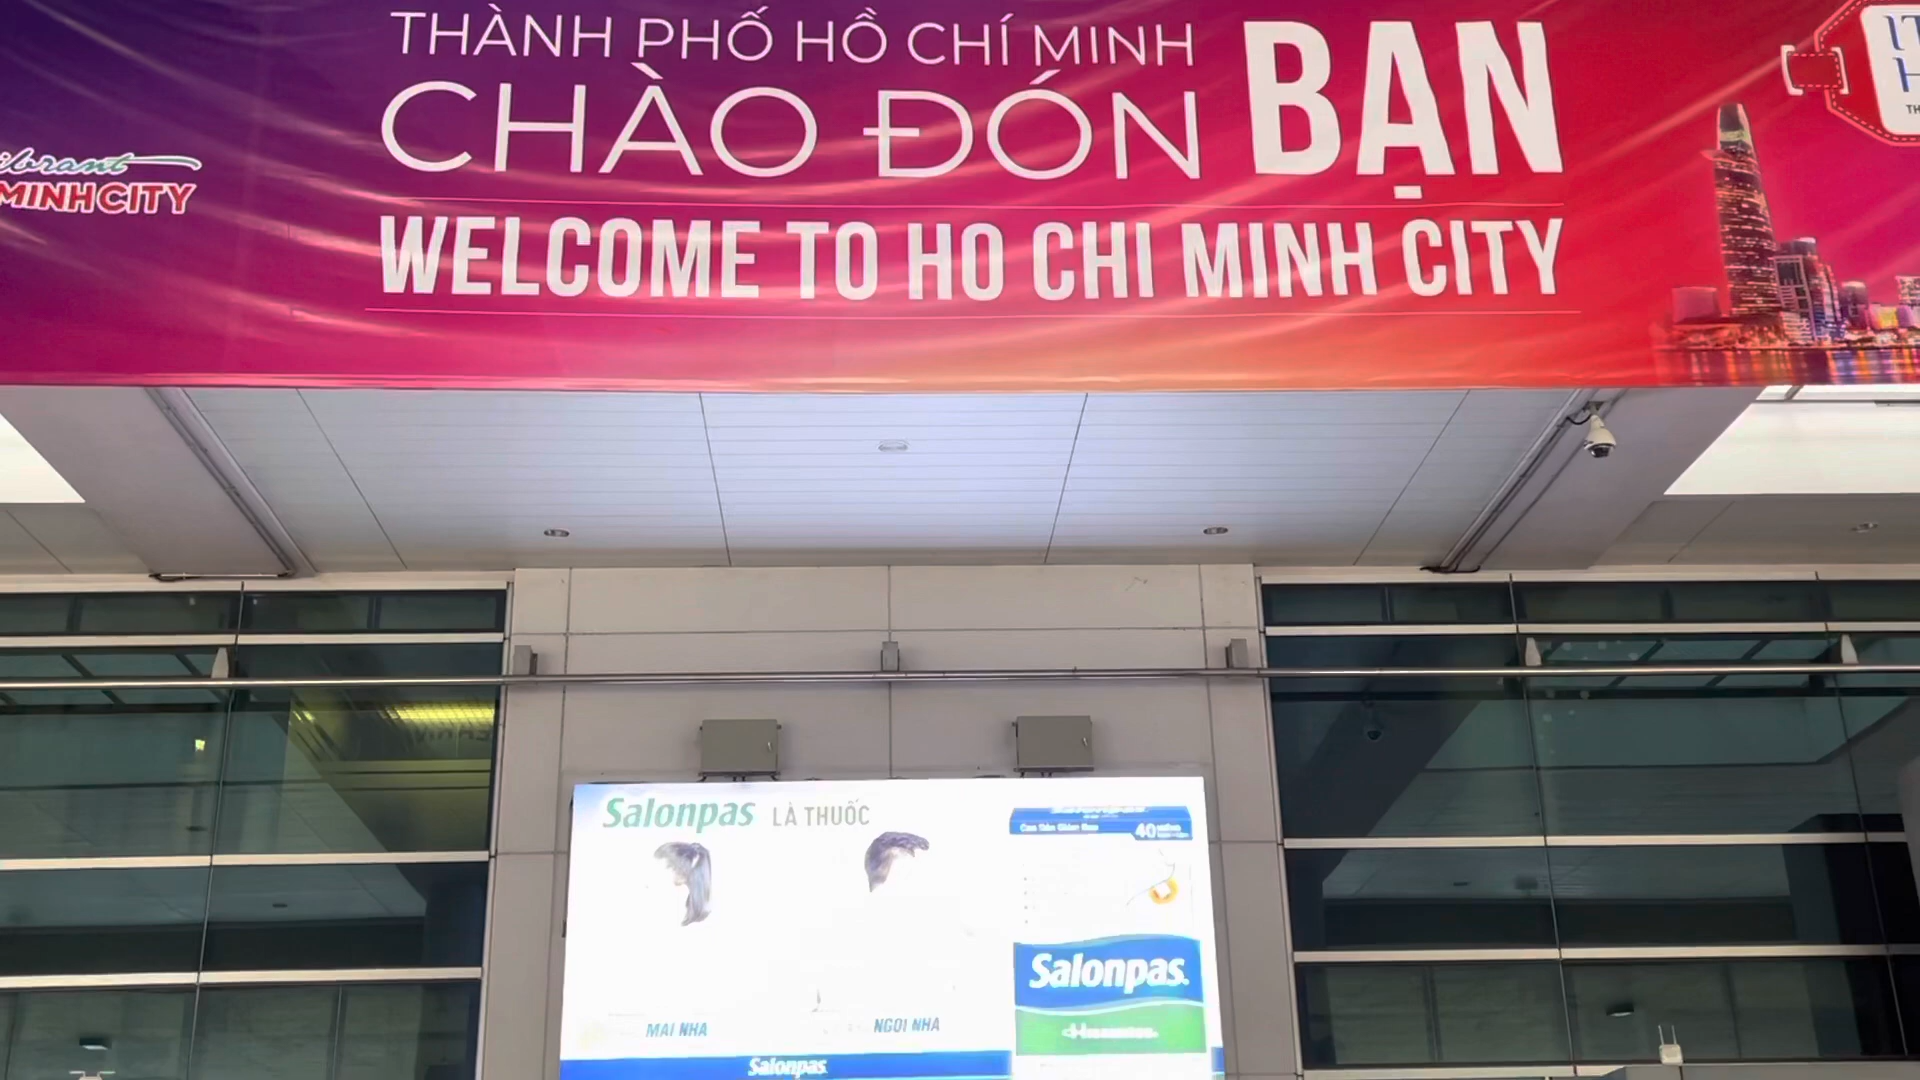 THÀNH PHỐ HỒ CHÍ MINH
CHÀO ĐÓN BẠN
WELCOME TO HO CHI MINH CITY
MINH CITY
Salonpas LÀ THUỐC
40
MAI NHA
NGOI NHA
Salonpas.
Salonpas